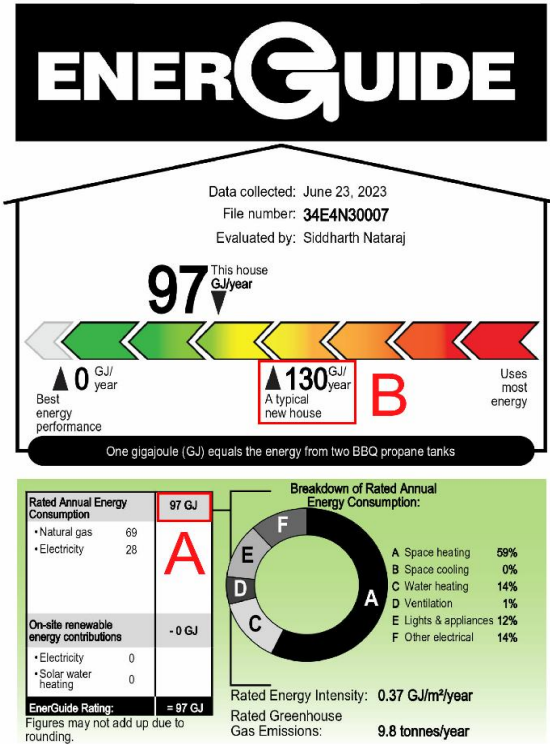 ENERGUIDE
Data collected: June 23, 2023
File number: 34E4N30007
Evaluated by: Siddharth Nataraj
97 This house
GJ/year
0 GJ/
year
Best
energy
performance
130 GJ/
year
A typical
new house
B
Uses
most
energy
One gigajoule (GJ) equals the energy from two BBQ propane tanks
Rated Annual Energy
Consumption 97 GJ
• Natural gas 69
• Electricity 28
A
On-site renewable
energy contributions - 0 GJ
• Electricity 0
• Solar water
heating 0
EnerGuide Rating: = 97 GJ
Figures may not add up due to
rounding.
Breakdown of Rated Annual
Energy Consumption:
F
E
D
C
A
A Space heating 59%
B Space cooling 0%
C Water heating 14%
D Ventilation 1%
E Lights & appliances 12%
F Other electrical 14%
Rated Energy Intensity: 0.37 GJ/m²/year
Rated Greenhouse
Gas Emissions: 9.8 tonnes/year